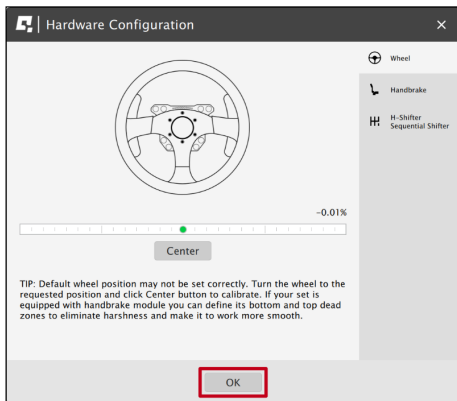 Hardware Configuration
Wheel
Handbrake
H-Shifter
Sequential Shifter
-0.01%
Center
TIP: Default wheel position may not be set correctly. Turn the wheel to the
requested position and click Center button to calibrate. If your set is
equipped with handbrake module you can define its bottom and top dead
zones to eliminate harshness and make it to work more smooth.
OK